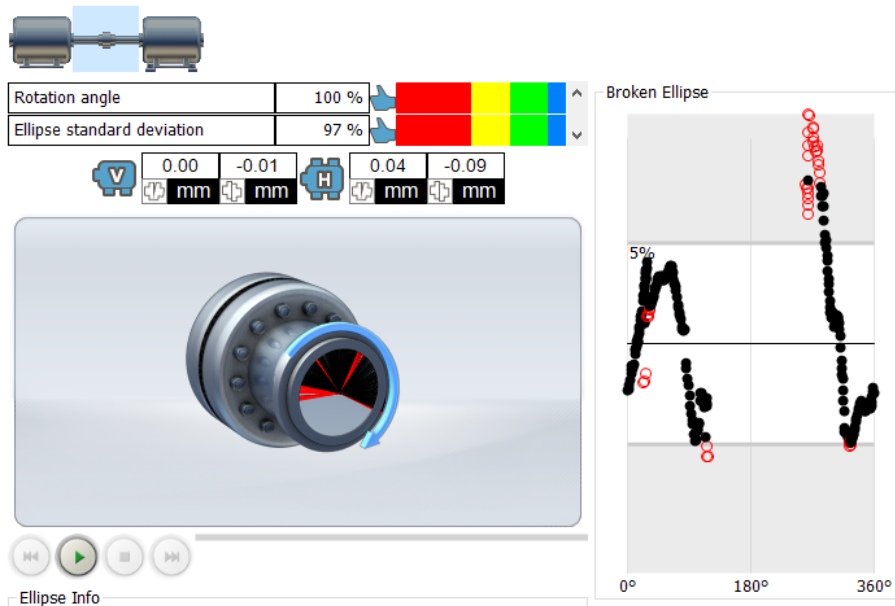 Rotation angle 100 %
Ellipse standard deviation 97 %
V 0.00 -0.01 H 0.04 -0.09
mm mm mm mm
Broken Ellipse
5%
0° 180° 360°
Ellipse Info